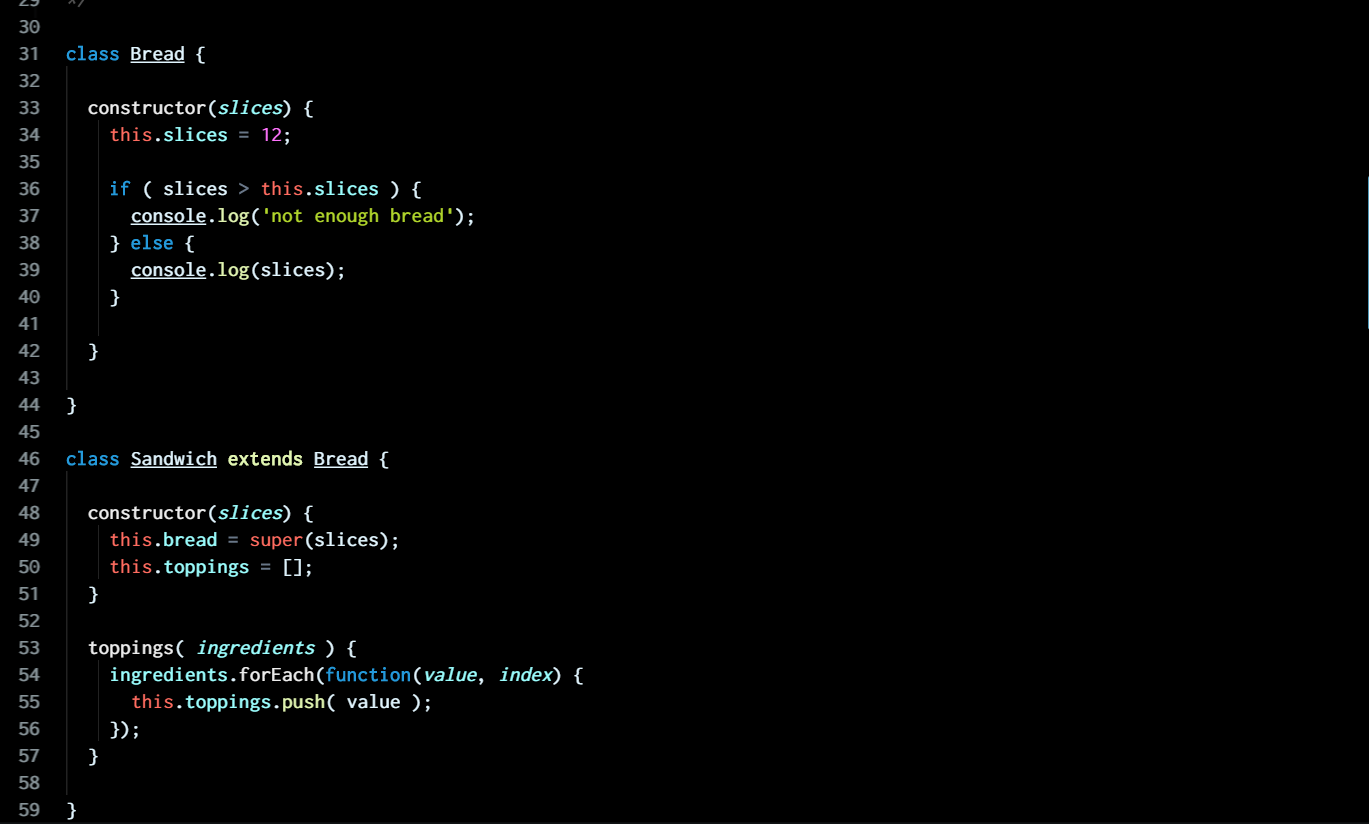 29 */
30
31 class Bread {
32
33 constructor(slices) {
34 this.slices = 12;
35
36 if ( slices > this.slices ) {
37 console.log('not enough bread');
38 } else {
39 console.log(slices);
40 }
41
42 }
43
44 }
45
46 class Sandwich extends Bread {
47
48 constructor(slices) {
49 this.bread = super(slices);
50 this.toppings = [];
51 }
52
53 toppings( ingredients ) {
54 ingredients.forEach(function(value, index) {
55 this.toppings.push( value );
56 });
57 }
58
59 }